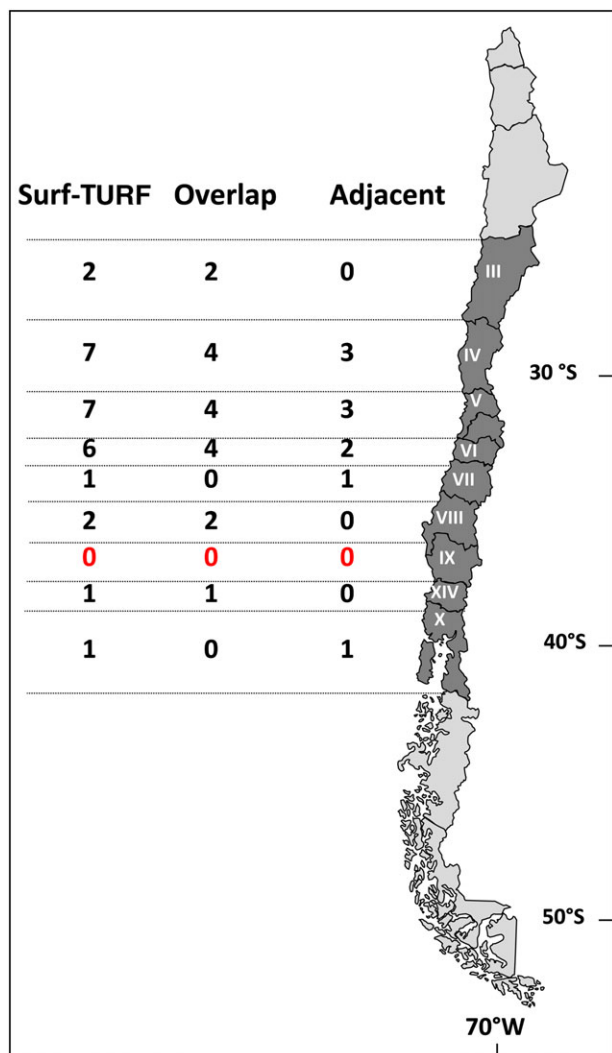 Surf-TURF Overlap Adjacent
2 2 0 III
7 4 3 IV
30 °S
7 4 3 V
6 4 2 VI
1 0 1 VII
2 2 0 VIII
0 0 0 IX
1 1 0 XIV
X
1 0 1 40°S
50°S
70°W